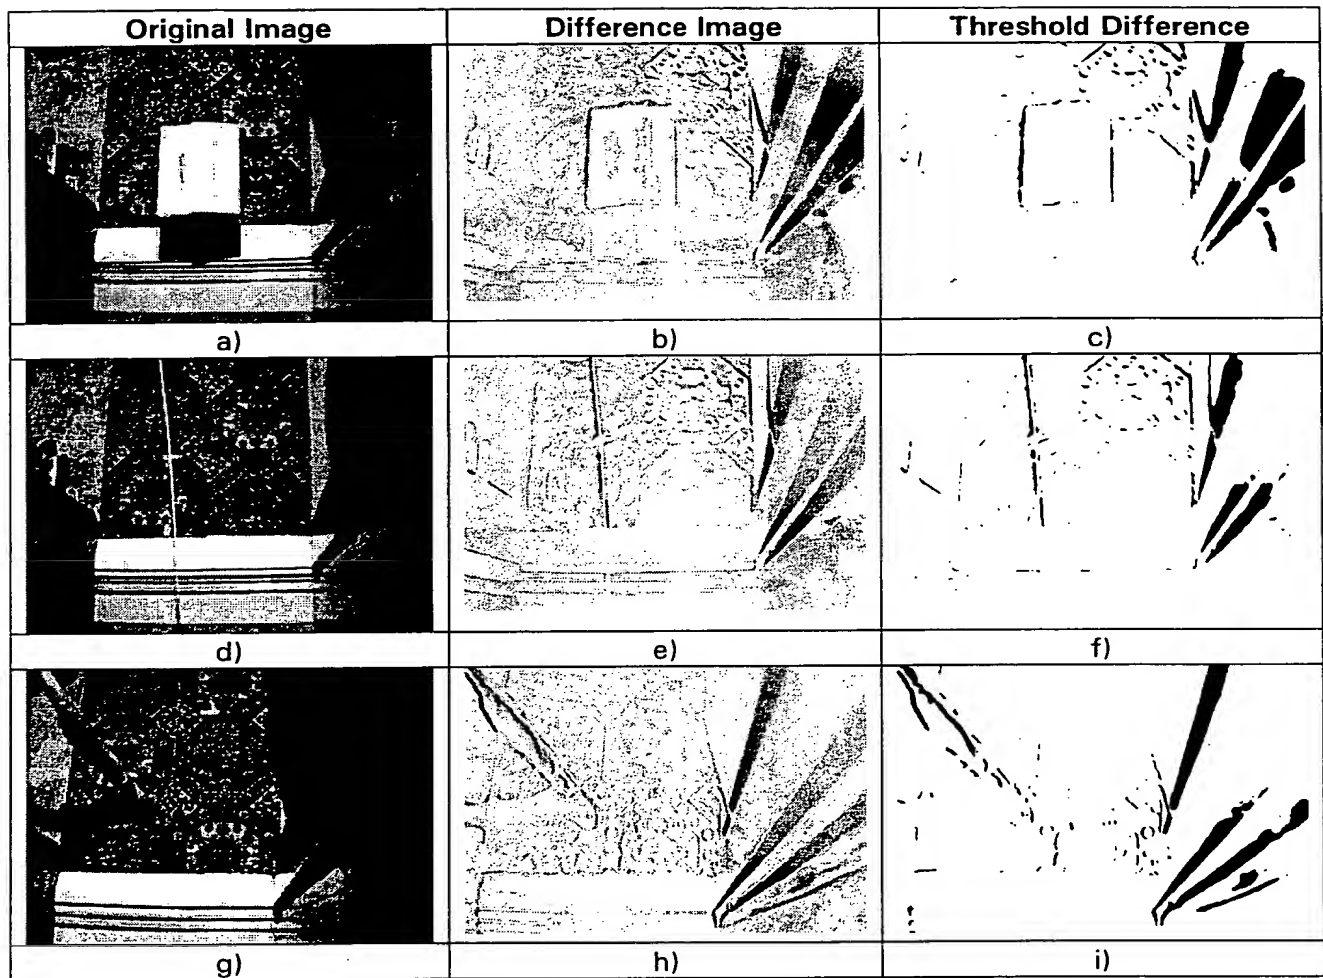 Original Image Difference Image Threshold Difference
a) b) c)
d) e) f)
g) h) i)